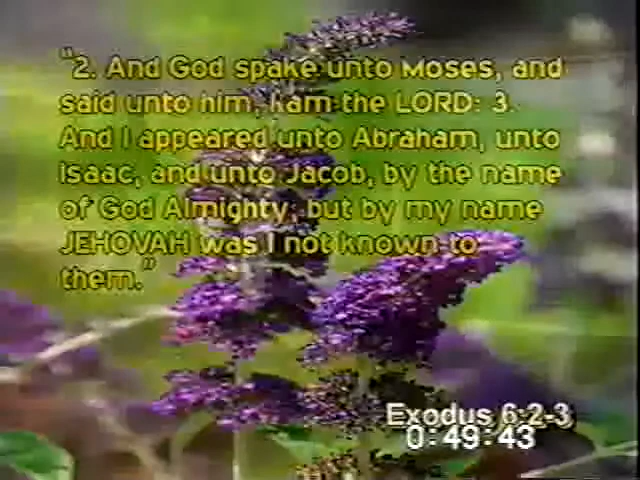 "2. And God spake unto Moses, and
said unto him, I am the LORD: 3.
And I appeared unto Abraham, unto
Isaac, and unto Jacob, by the name
of God Almighty, but by my name
JEHOVAH was I not known to
them."
Exodus 6:2-3
0:49:43